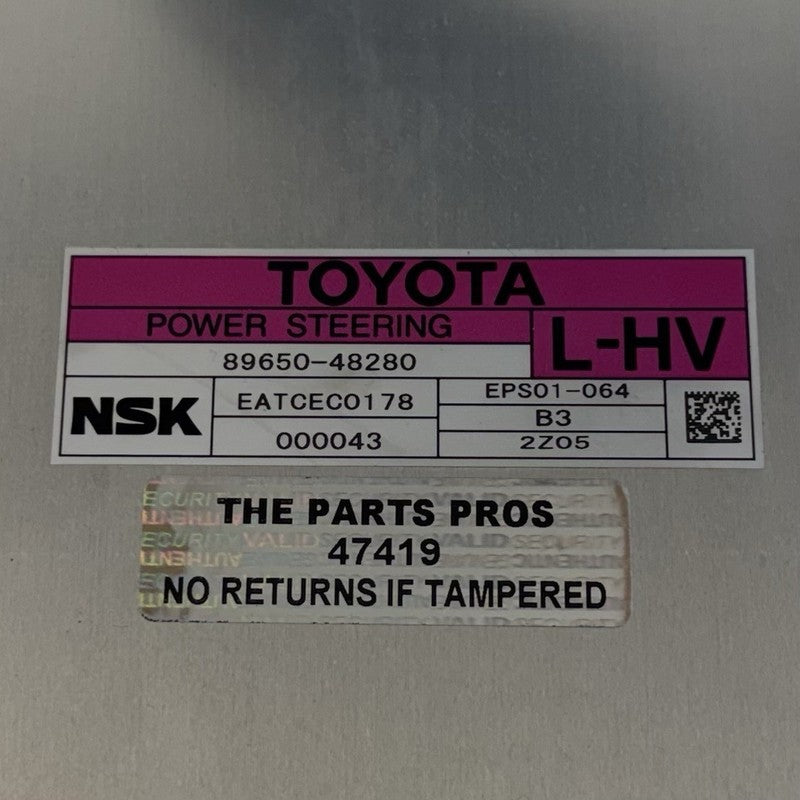 TOYOTA
POWER STEERING
L-HV
89650-48280
NSK
EATCEC0178
EPS01-064
B3
000043
2Z05
THE PARTS PROS
47419
NO RETURNS IF TAMPERED